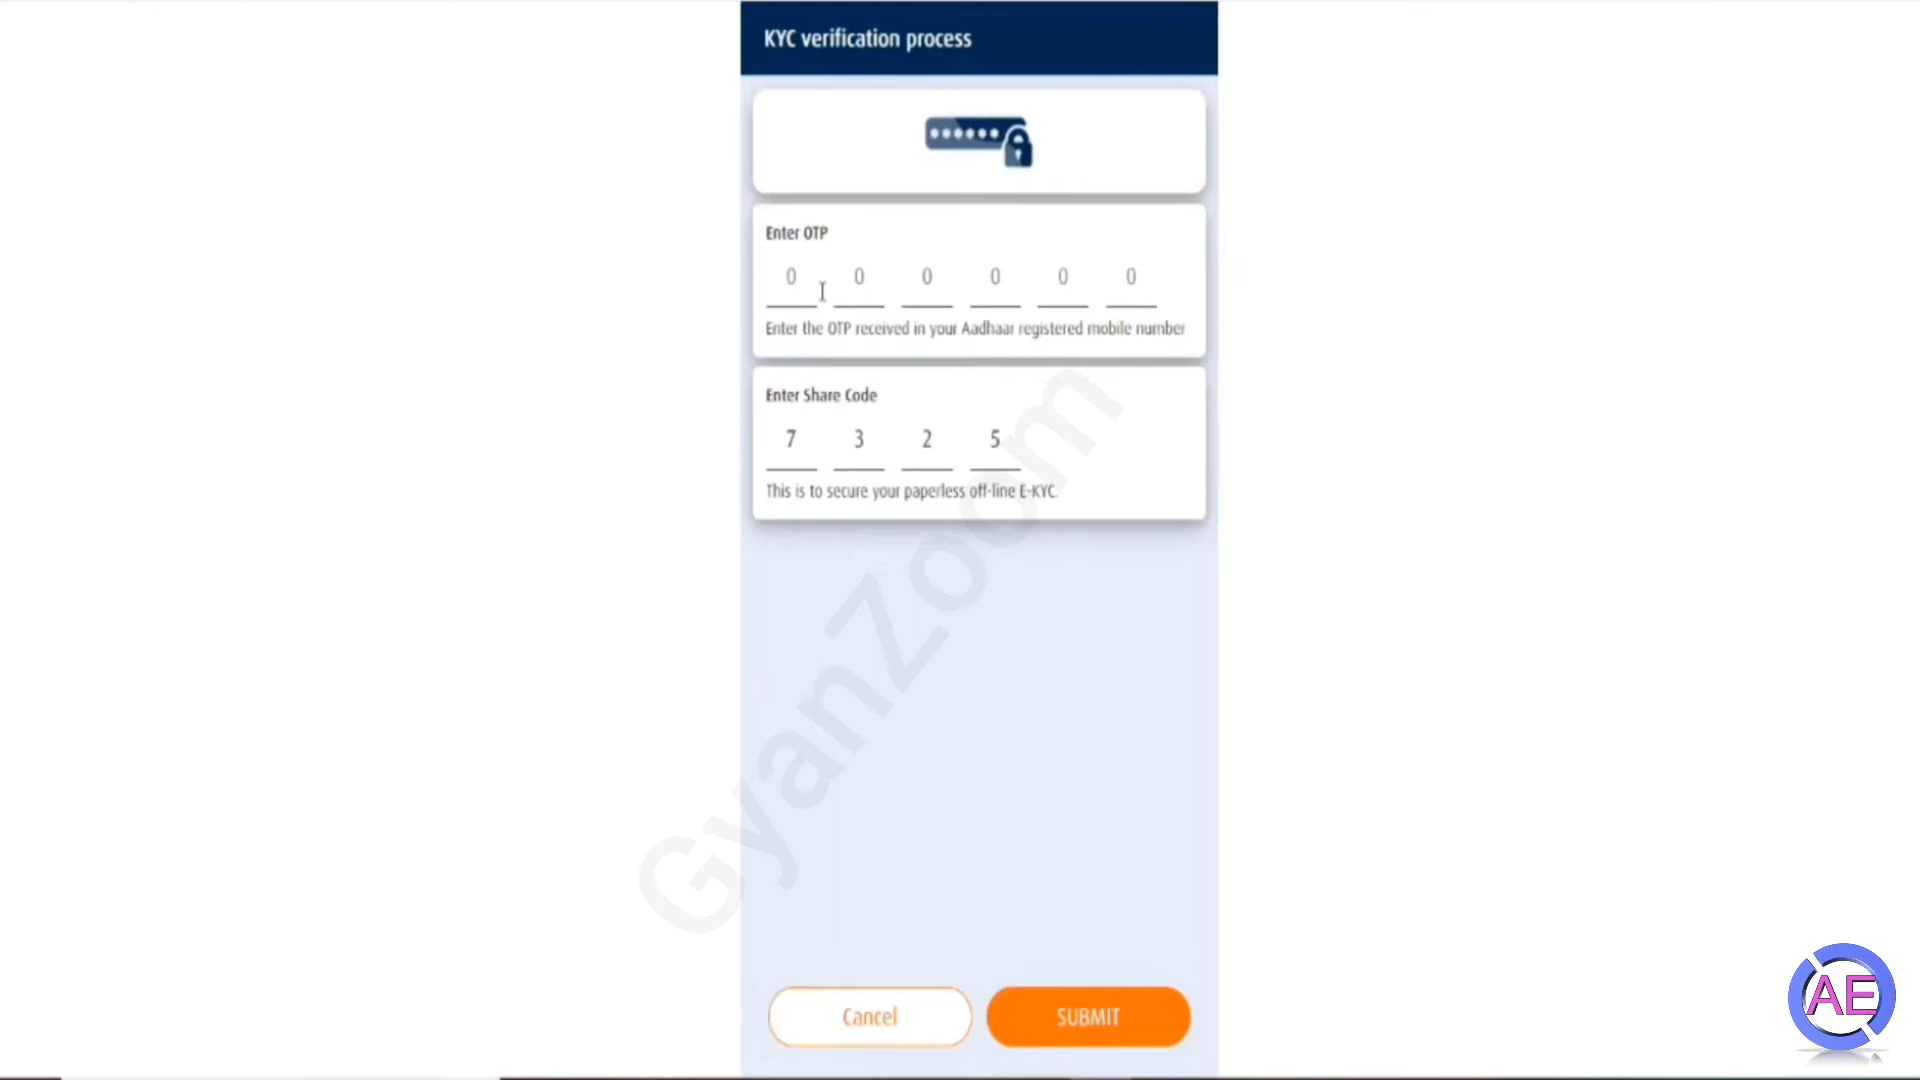 KYC verification process
Enter OTP
0 0 0 0 0 0
Enter the OTP received in your Aadhaar registered mobile number
Enter Share Code
7 3 2 5
This is to secure your paperless off-line E-KYC.
GyanZoom
Cancel
SUBMIT
AE